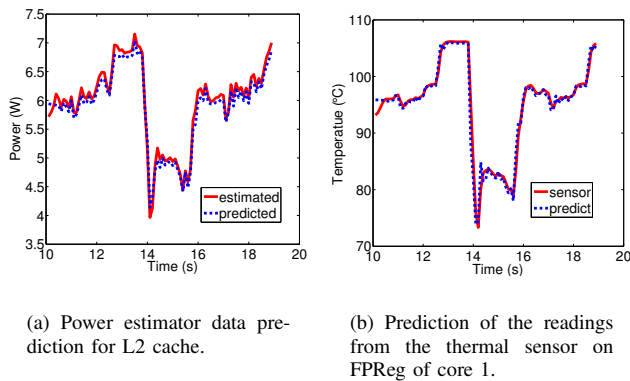 7.5
7
6.5
6
5.5
5
4.5
4
3.5
10
12
14
16
18
20
Power (W)
Time (s)
estimated
predicted
100
90
80
70
10
12
14
16
18
20
Temperatue (°C)
Time (s)
sensor
predict
(a) Power estimator data pre-
diction for L2 cache.
(b) Prediction of the readings
from the thermal sensor on
FPReg of core 1.